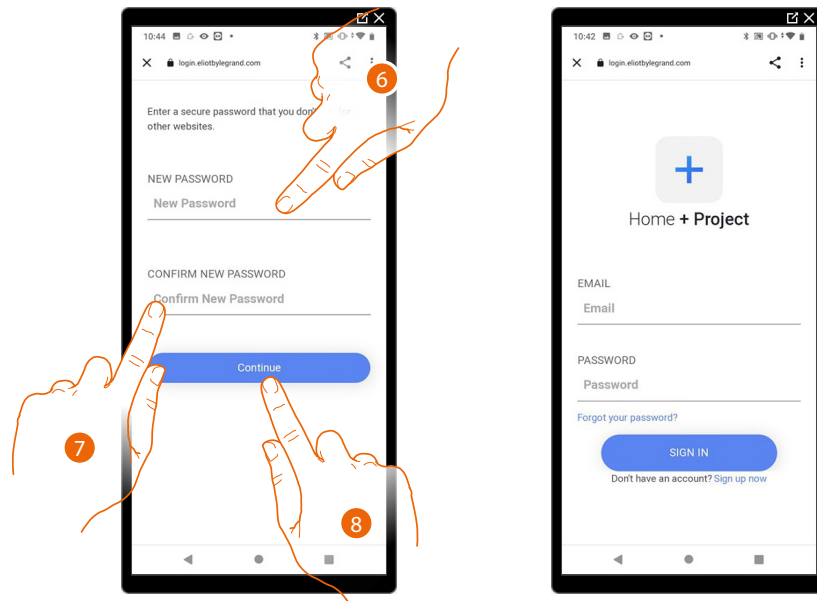 10:44
login.eliotbylegrand.com
6
Enter a secure password that you don't
other websites.
NEW PASSWORD
New Password
CONFIRM NEW PASSWORD
Confirm New Password
Continue
7
8
10:42
login.eliotbylegrand.com
+
Home + Project
EMAIL
Email
PASSWORD
Password
Forgot your password?
SIGN IN
Don't have an account? Sign up now